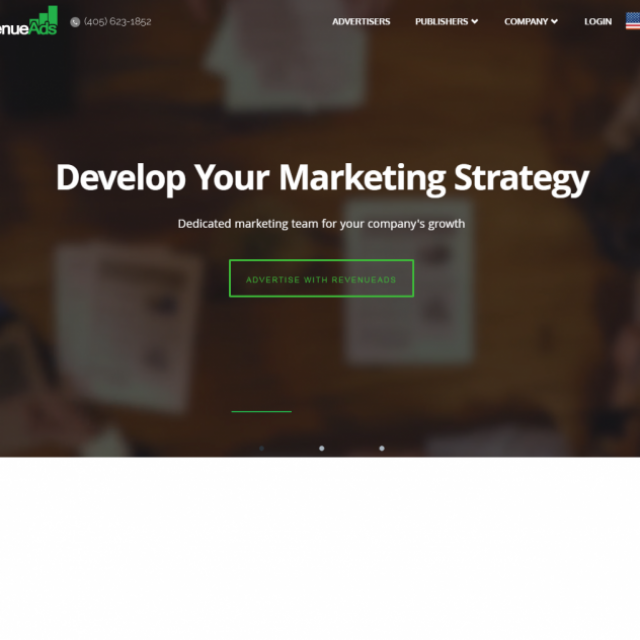 enueAds
(405) 623-1852
ADVERTISERS PUBLISHERS COMPANY LOGIN
Develop Your Marketing Strategy
Dedicated marketing team for your company's growth
ADVERTISE WITH REVENUEADS